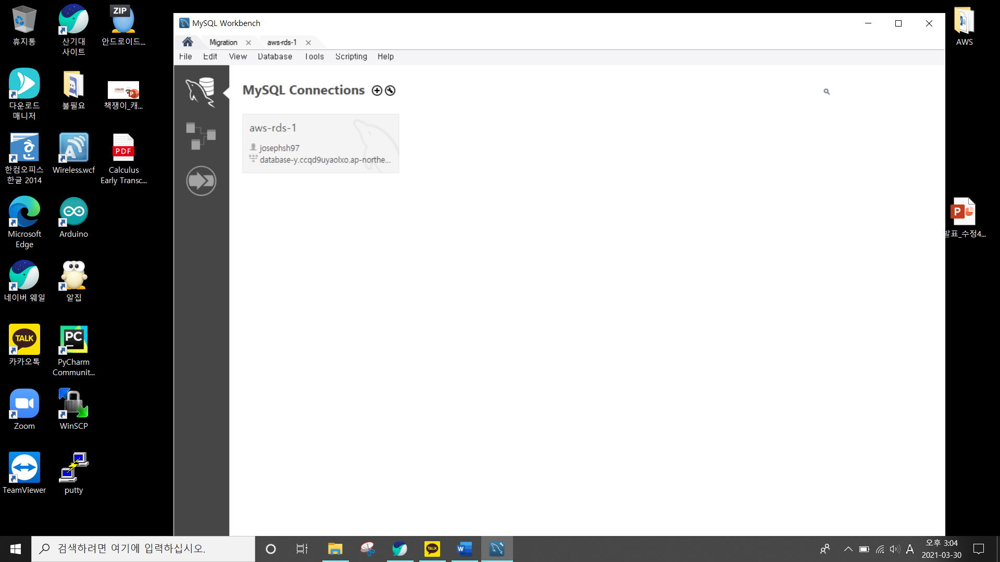 휴지통
산기대
사이트
ZIP
안드로이드...
다운로드
매니저
불필요
책쟁이_캐...
한컴오피스
한글 2014
Wireless.wcf
PDF
Calculus
Early Transc...
Microsoft
Edge
Arduino
네이버 웨일
알집
TALK
카카오톡
PC
PyCharm
Communit...
Zoom
WinSCP
TeamViewer
putty
MySQL Workbench
Migration
aws-rds-1
File Edit View Database Tools Scripting Help
MySQL Connections
aws-rds-1
josephsh97
database-y.ccqd9uyaolxo.ap-northe...
AWS
P
발표_수정4...
검색하려면 여기에 입력하십시오.
TALK
W
A
오후 3:04
2021-03-30